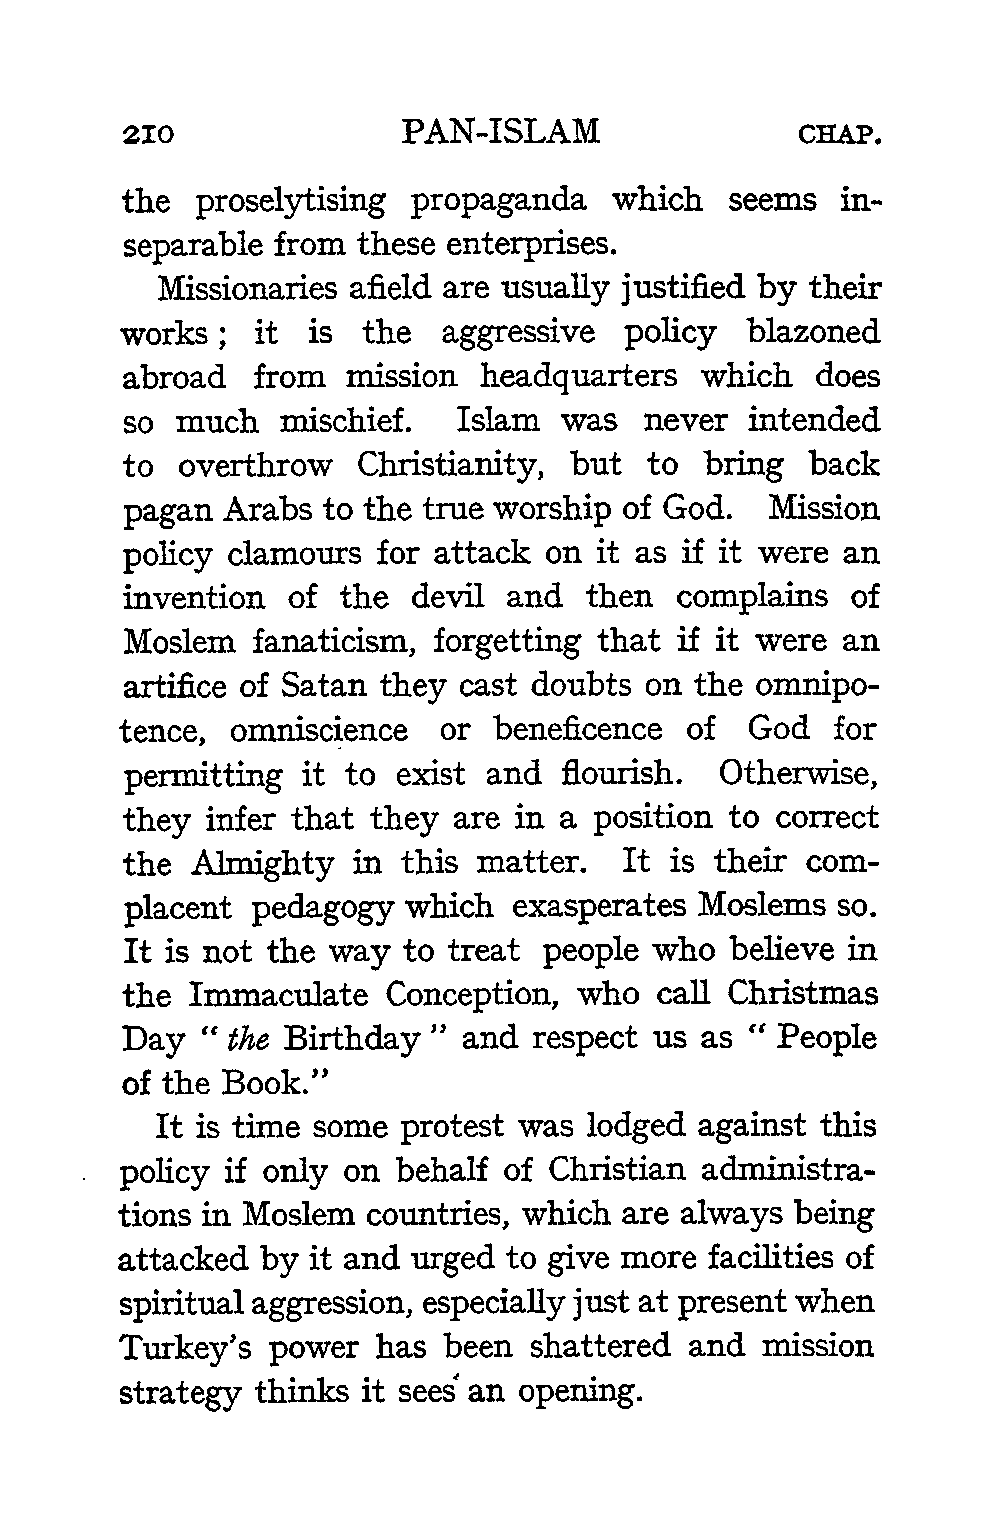 210 PAN-ISLAM CHAP.
the proselytising propaganda which seems in-
separable from these enterprises.
Missionaries afield are usually justified by their
works ; it is the aggressive policy blazoned
abroad from mission headquarters which does
so much mischief. Islam was never intended
to overthrow Christianity, but to bring back
pagan Arabs to the true worship of God. Mission
policy clamours for attack on it as if it were an
invention of the devil and then complains of
Moslem fanaticism, forgetting that if it were an
artifice of Satan they cast doubts on the omnipo-
tence, omniscience or beneficence of God for
permitting it to exist and flourish. Otherwise,
they infer that they are in a position to correct
the Almighty in this matter. It is their com-
placent pedagogy which exasperates Moslems so.
It is not the way to treat people who believe in
the Immaculate Conception, who call Christmas
Day “ the Birthday ” and respect us as “ People
of the Book.”
It is time some protest was lodged against this
policy if only on behalf of Christian administra-
tions in Moslem countries, which are always being
attacked by it and urged to give more facilities of
spiritual aggression, especially just at present when
Turkey’s power has been shattered and mission
strategy thinks it sees an opening.